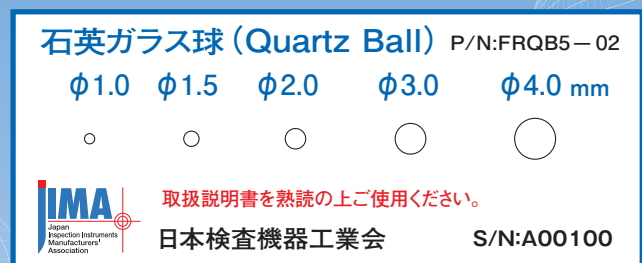 石英ガラス球（Quartz Ball） P/N:FRQB5－02
φ1.0 φ1.5 φ2.0 φ3.0 φ4.0 mm
取扱説明書を熟読の上ご使用ください。
JIMA
Japan
Inspection Instruments
Manufacturers'
Association
日本検査機器工業会 S/N:A00100